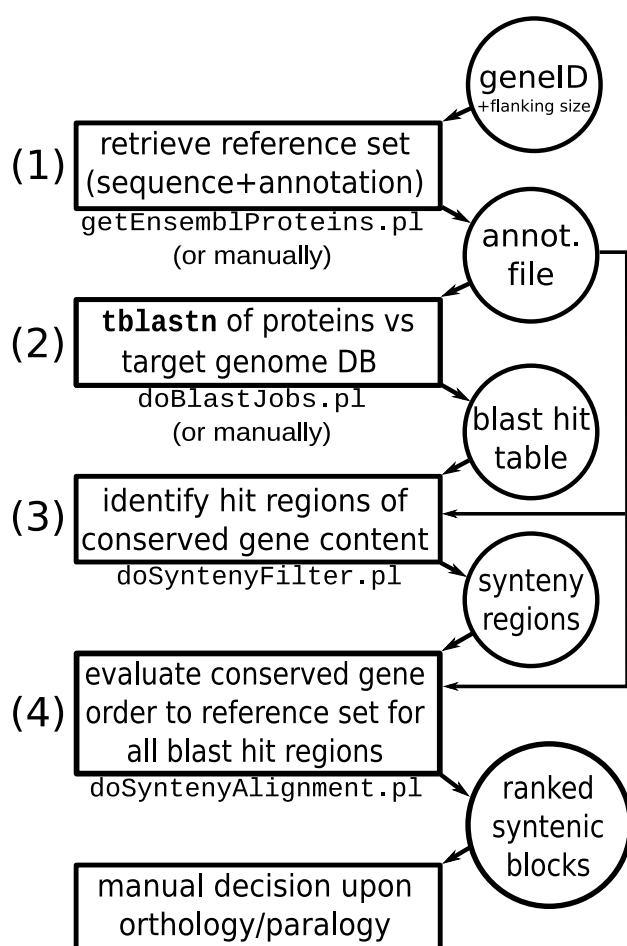 geneID
+flanking size
(1)
retrieve reference set
(sequence+annotation)
getEnsemblProteins.pl
(or manually)
annot.
file
(2)
tblastn of proteins vs
target genome DB
doBlastJobs.pl
(or manually)
blast hit
table
(3)
identify hit regions of
conserved gene content
doSyntenyFilter.pl
synteny
regions
(4)
evaluate conserved gene
order to reference set for
all blast hit regions
doSyntenyAlignment.pl
ranked
syntenic
blocks
manual decision upon
orthology/paralogy